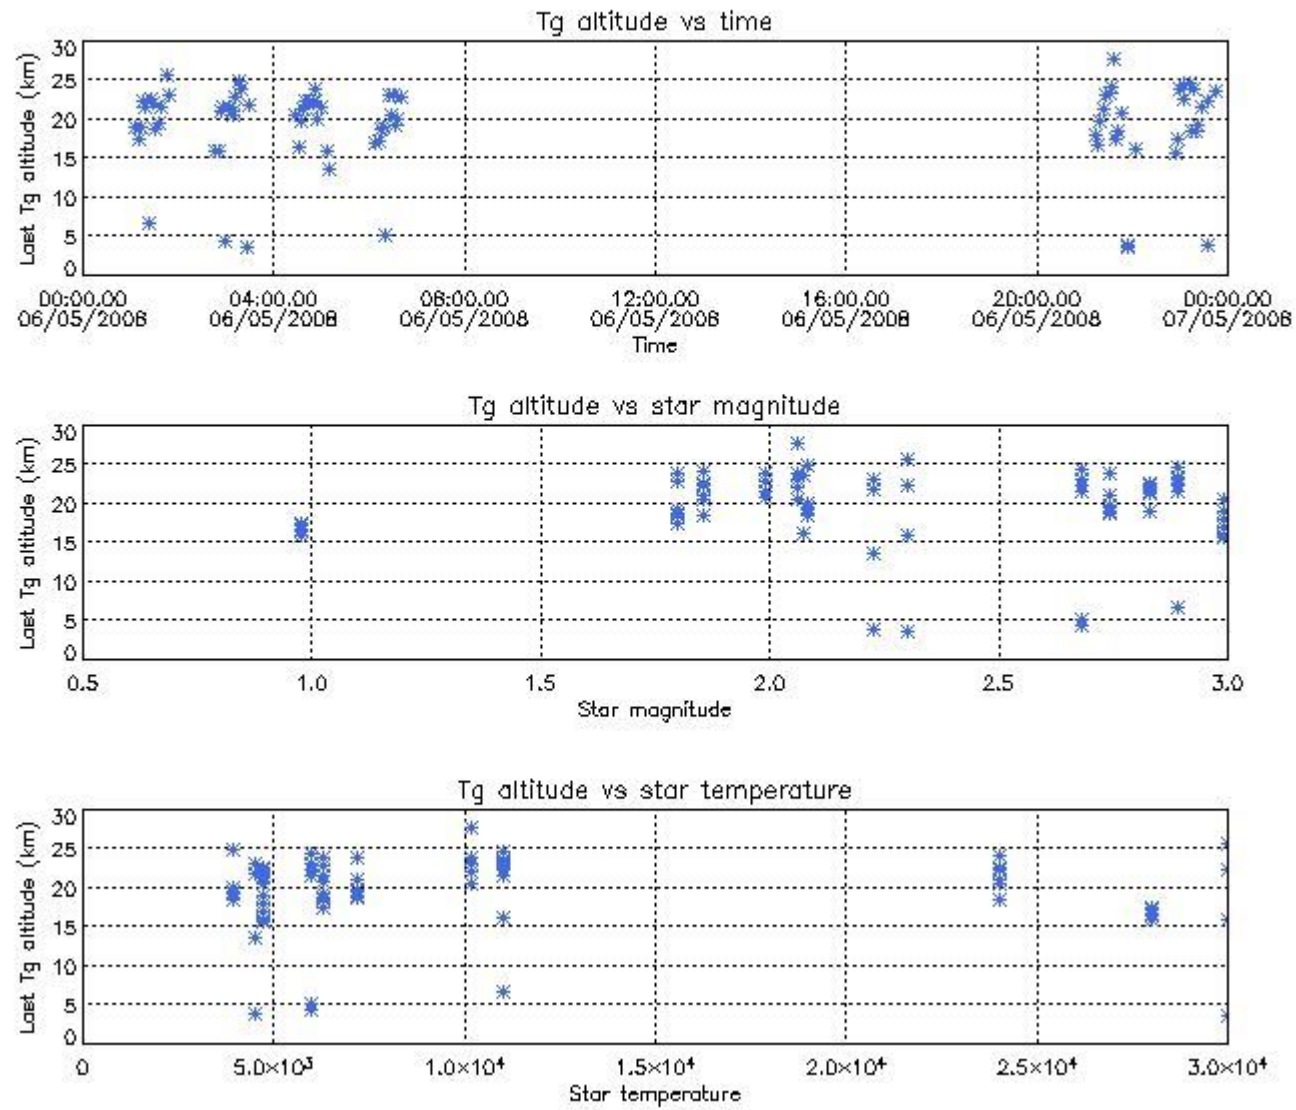 Tg altitude vs time
Last Tg altitude (km)
30
25
20
15
10
5
0
00:00.00 04:00.00 08:00.00 12:00.00 16:00.00 20:00.00 00:00.00
06/05/2008 06/05/2008 06/05/2008 06/05/2008 06/05/2008 06/05/2008 07/05/2008
Time
Tg altitude vs star magnitude
Last Tg altitude (km)
30
25
20
15
10
5
0
0.5 1.0 1.5 2.0 2.5 3.0
Star magnitude
Tg altitude vs star temperature
Last Tg altitude (km)
30
25
20
15
10
5
0
0 5.0×10³ 1.0×10⁴ 1.5×10⁴ 2.0×10⁴ 2.5×10⁴ 3.0×10⁴
Star temperature